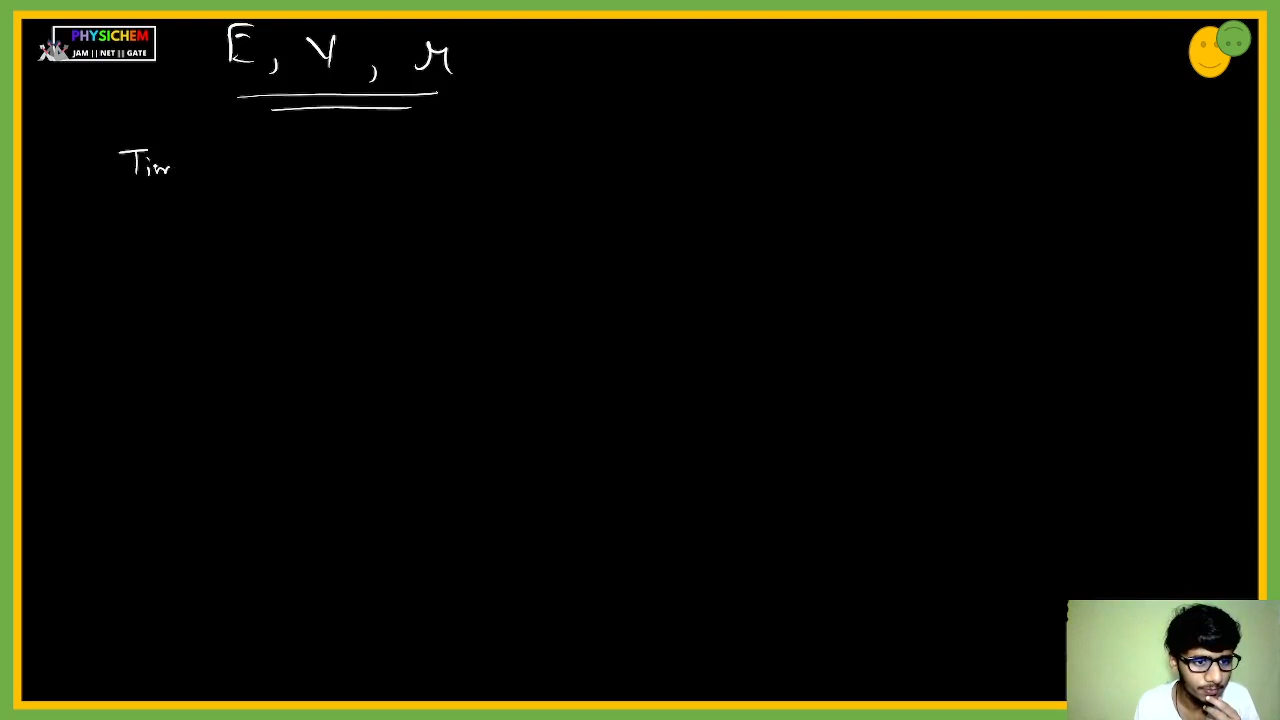 PHYSICHEM
JAM || NET || GATE
E, V, r
Tim